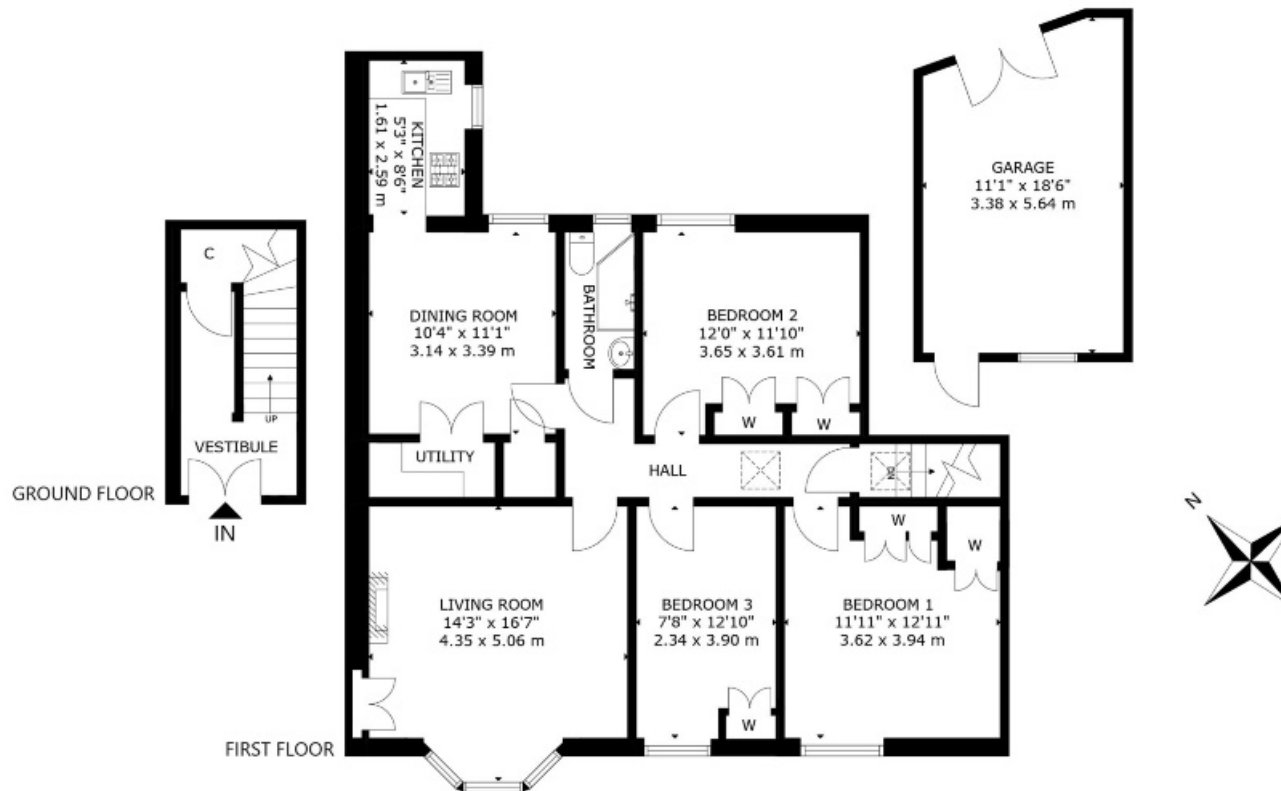 KITCHEN
5'3" x 8'6"
1.61 x 2.59 m
GARAGE
11'1" x 18'6"
3.38 x 5.64 m
C
UP
VESTIBULE
GROUND FLOOR
IN
DINING ROOM
10'4" x 11'1"
3.14 x 3.39 m
BATHROOM
BEDROOM 2
12'0" x 11'10"
3.65 x 3.61 m
W
W
UTILITY
HALL
DN
N
LIVING ROOM
14'3" x 16'7"
4.35 x 5.06 m
BEDROOM 3
7'8" x 12'10"
2.34 x 3.90 m
W
BEDROOM 1
11'11" x 12'11"
3.62 x 3.94 m
W
W
FIRST FLOOR